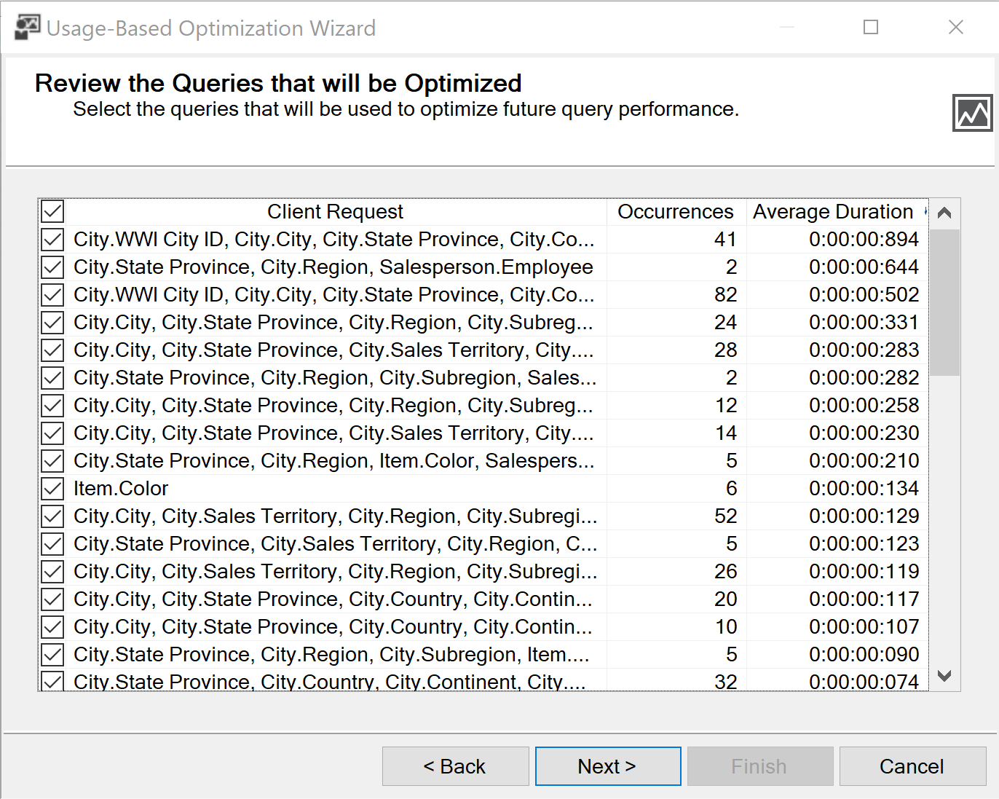 Usage-Based Optimization Wizard
Review the Queries that will be Optimized
Select the queries that will be used to optimize future query performance.
Client Request Occurrences Average Duration
City.WWI City ID, City.City, City.State Province, City.Co... 41 0:00:00:894
City.State Province, City.Region, Salesperson.Employee 2 0:00:00:644
City.WWI City ID, City.City, City.State Province, City.Co... 82 0:00:00:502
City.City, City.State Province, City.Region, City.Subreg... 24 0:00:00:331
City.City, City.State Province, City.Sales Territory, City.... 28 0:00:00:283
City.State Province, City.Region, City.Subregion, Sales... 2 0:00:00:282
City.City, City.State Province, City.Region, City.Subreg... 12 0:00:00:258
City.City, City.State Province, City.Sales Territory, City.... 14 0:00:00:230
City.State Province, City.Region, Item.Color, Salespers... 5 0:00:00:210
Item.Color 6 0:00:00:134
City.City, City.Sales Territory, City.Region, City.Subregi... 52 0:00:00:129
City.State Province, City.Sales Territory, City.Region, C... 5 0:00:00:123
City.City, City.Sales Territory, City.Region, City.Subregi... 26 0:00:00:119
City.City, City.State Province, City.Country, City.Contin... 20 0:00:00:117
City.City, City.State Province, City.Country, City.Contin... 10 0:00:00:107
City.State Province, City.Region, City.Subregion, Item.... 5 0:00:00:090
City.State Province, City.Country, City.Continent, City.... 32 0:00:00:074
< Back Next > Finish Cancel